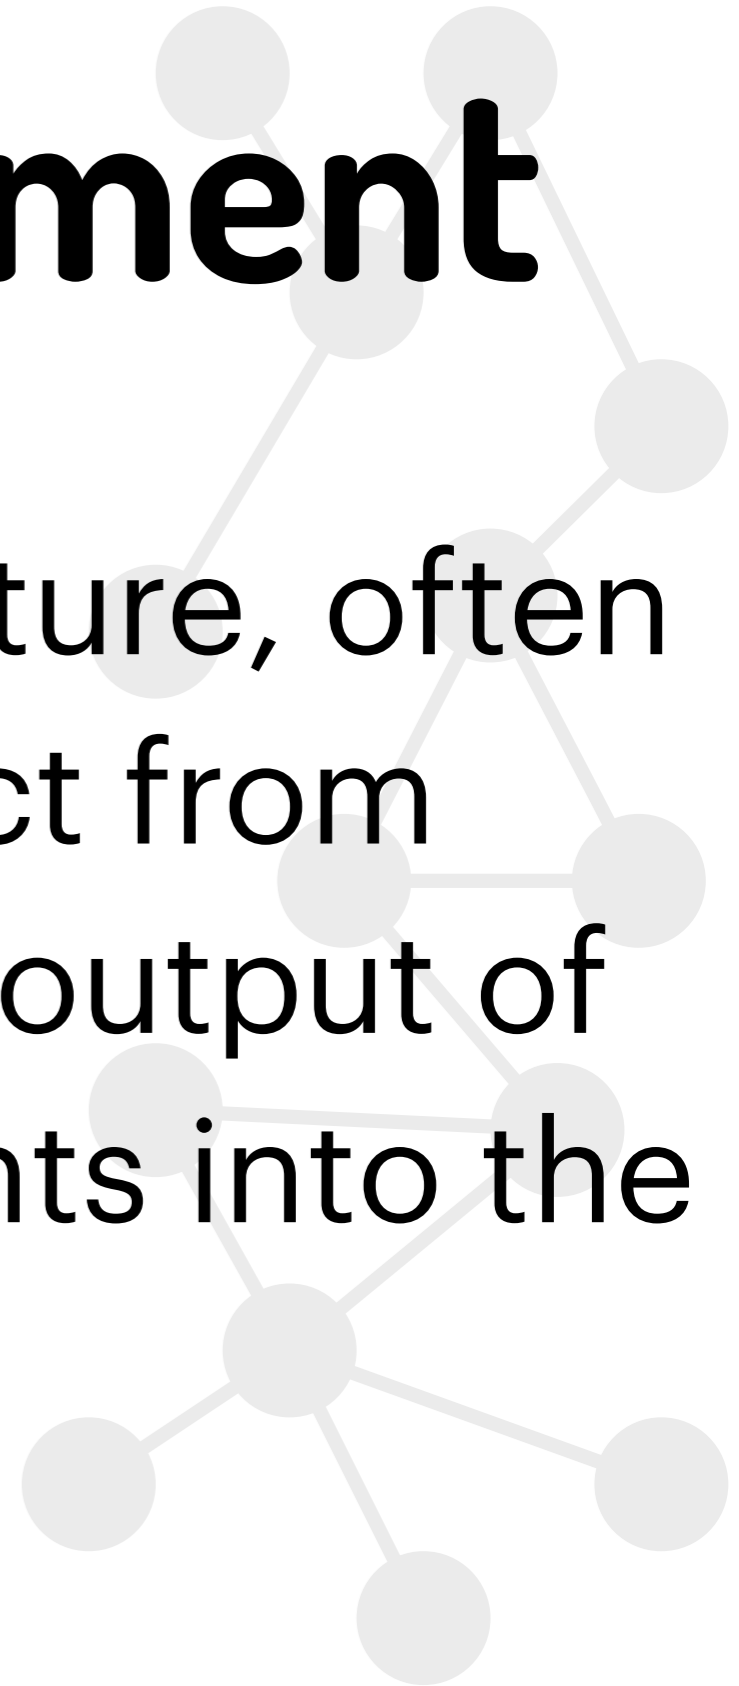 ment
ture, often
ct from
output of
nts into the